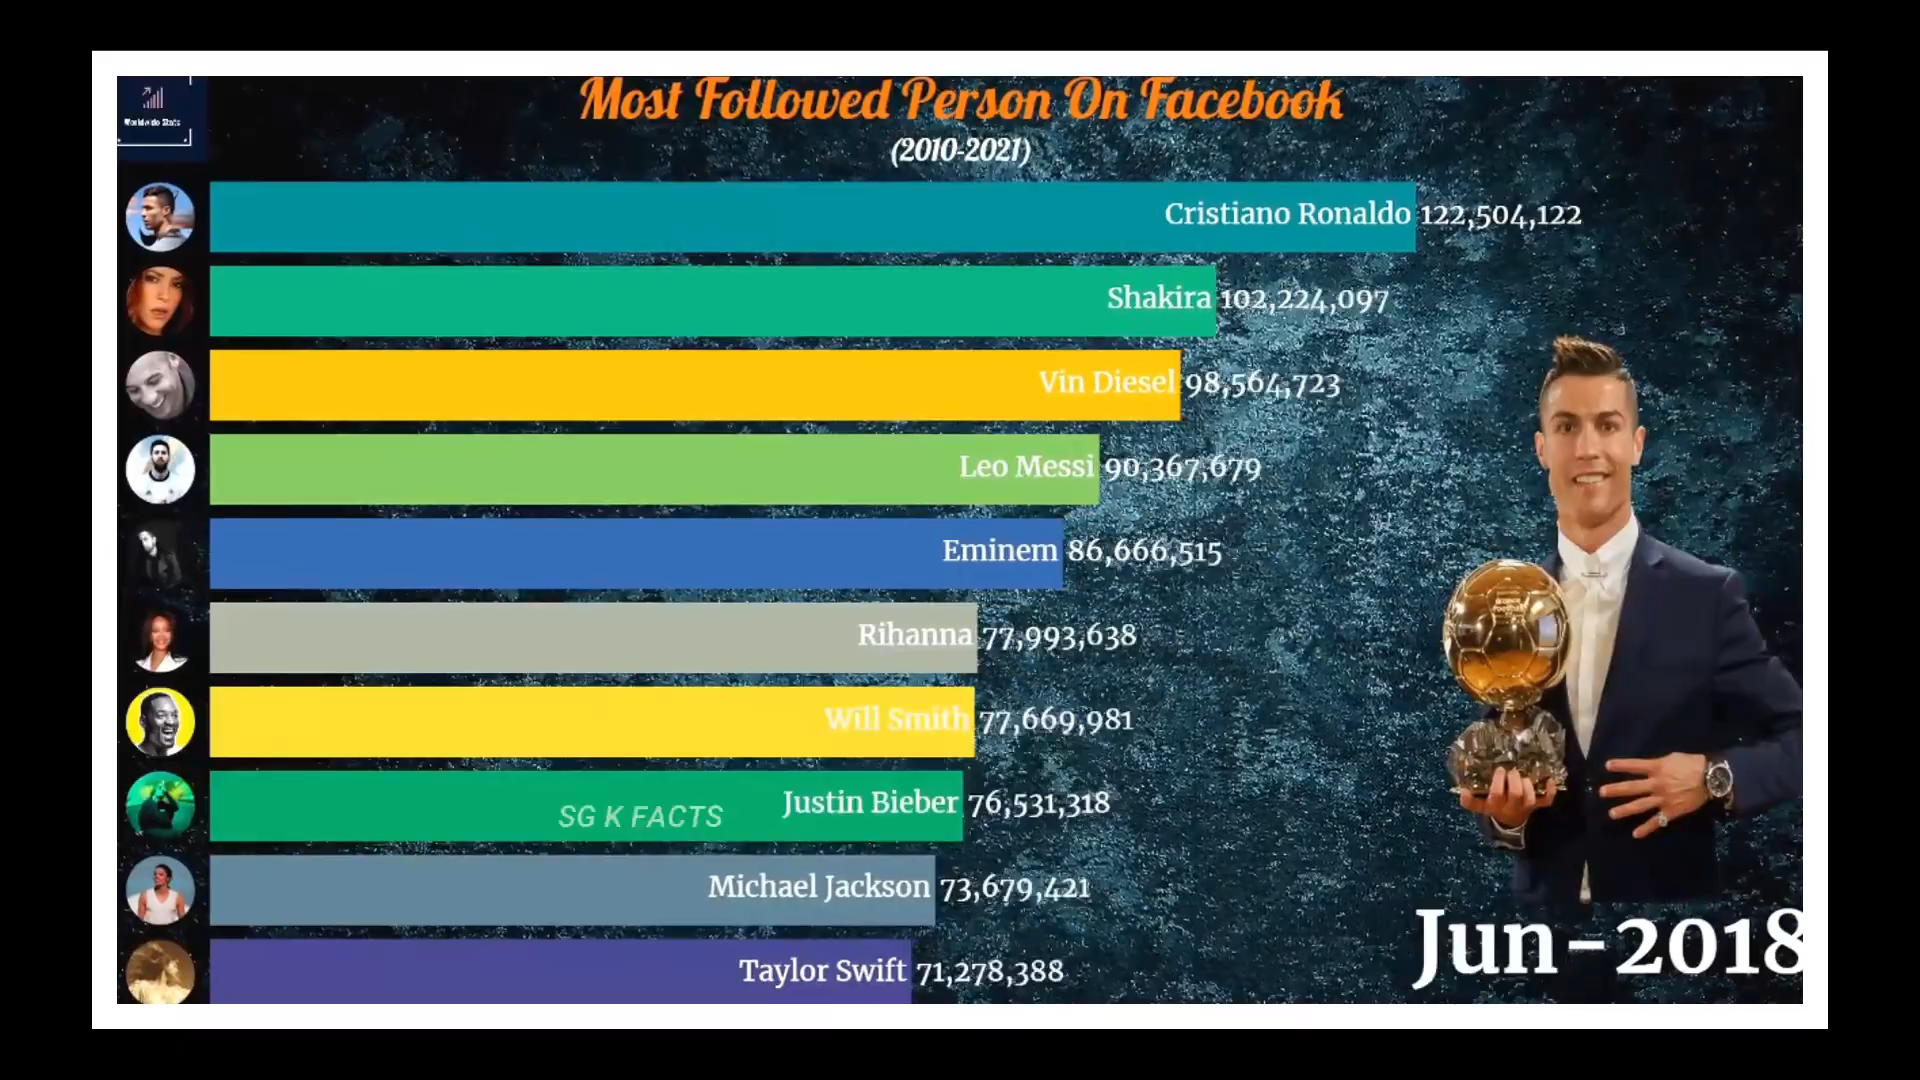 Most Followed Person On Facebook
(2010-2021)
Worldwide Stats
Cristiano Ronaldo 122,504,122
Shakira 102,224,097
Vin Diesel 98,564,723
Leo Messi 90,367,679
Eminem 86,666,515
Rihanna 77,993,638
Will Smith 77,669,981
Justin Bieber 76,531,318
SG K FACTS
Michael Jackson 73,679,421
Taylor Swift 71,278,388
Jun-2018